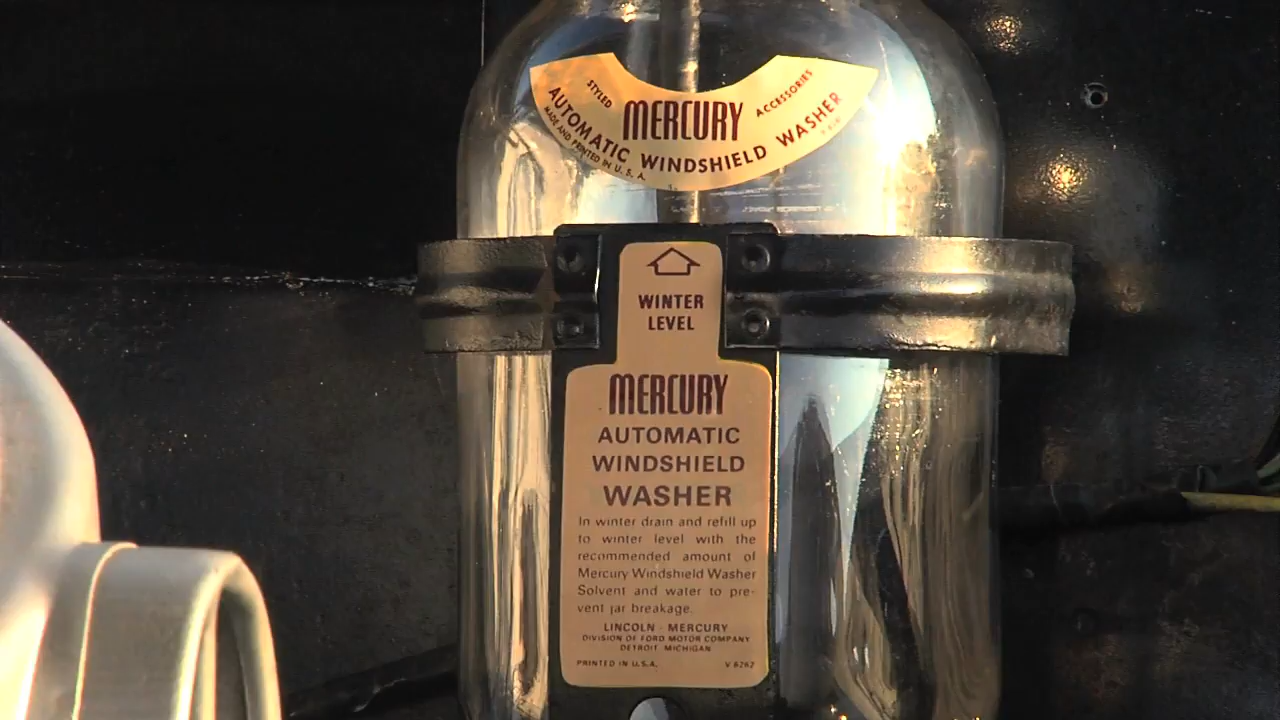 STYLED MERCURY ACCESSORIES
AUTOMATIC WINDSHIELD WASHER
MADE AND PRINTED IN U. S. A.
WINTER
LEVEL
MERCURY
AUTOMATIC
WINDSHIELD
WASHER
In winter drain and refill up
to winter level with the
recommended amount of
Mercury Windshield Washer
Solvent and water to pre-
vent jar breakage.
LINCOLN - MERCURY
DIVISION OF FORD MOTOR COMPANY
DETROIT MICHIGAN
PRINTED IN U.S.A. V 6262